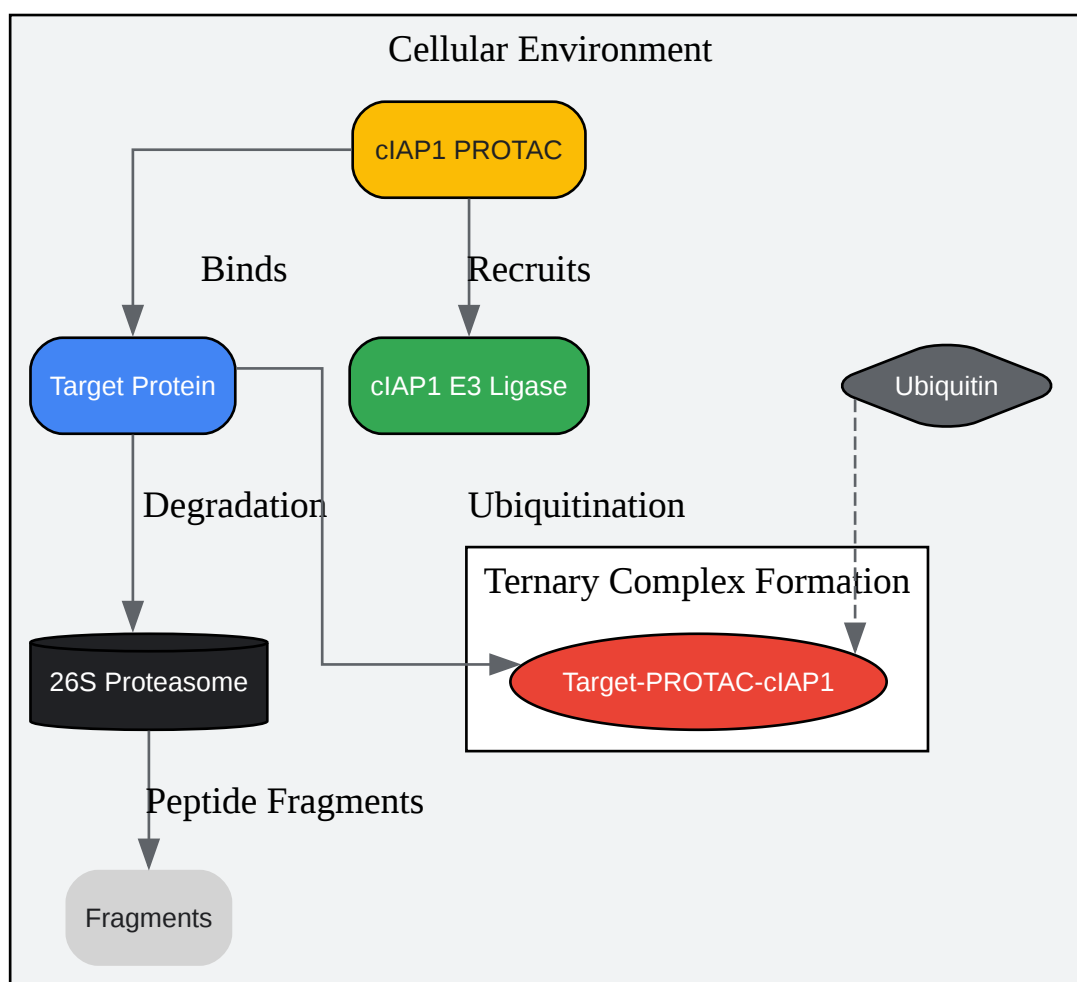 Cellular Environment
cIAP1 PROTAC
Binds
Recruits
Target Protein
cIAP1 E3 Ligase
Ubiquitin
Degradation
Ubiquitination
Ternary Complex Formation
26S Proteasome
Target-PROTAC-cIAP1
Peptide Fragments
Fragments